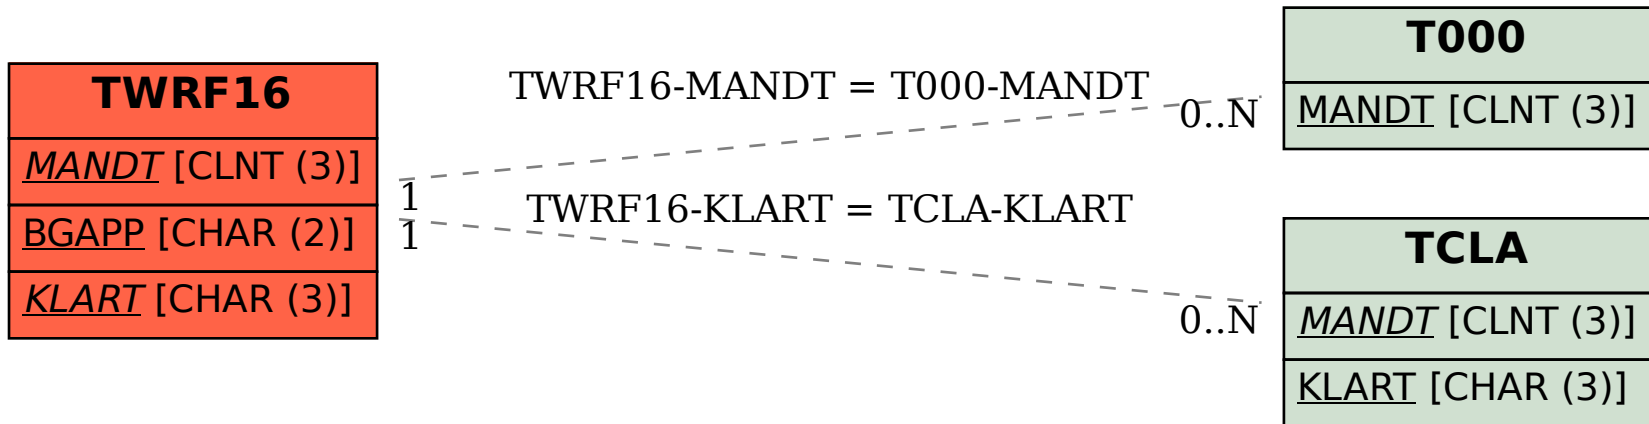 TWRF16
MANDT [CLNT (3)]
BGAPP [CHAR (2)]
KLART [CHAR (3)]
TWRF16-MANDT = T000-MANDT
1
0..N
TWRF16-KLART = TCLA-KLART
1
0..N
T000
MANDT [CLNT (3)]
TCLA
MANDT [CLNT (3)]
KLART [CHAR (3)]